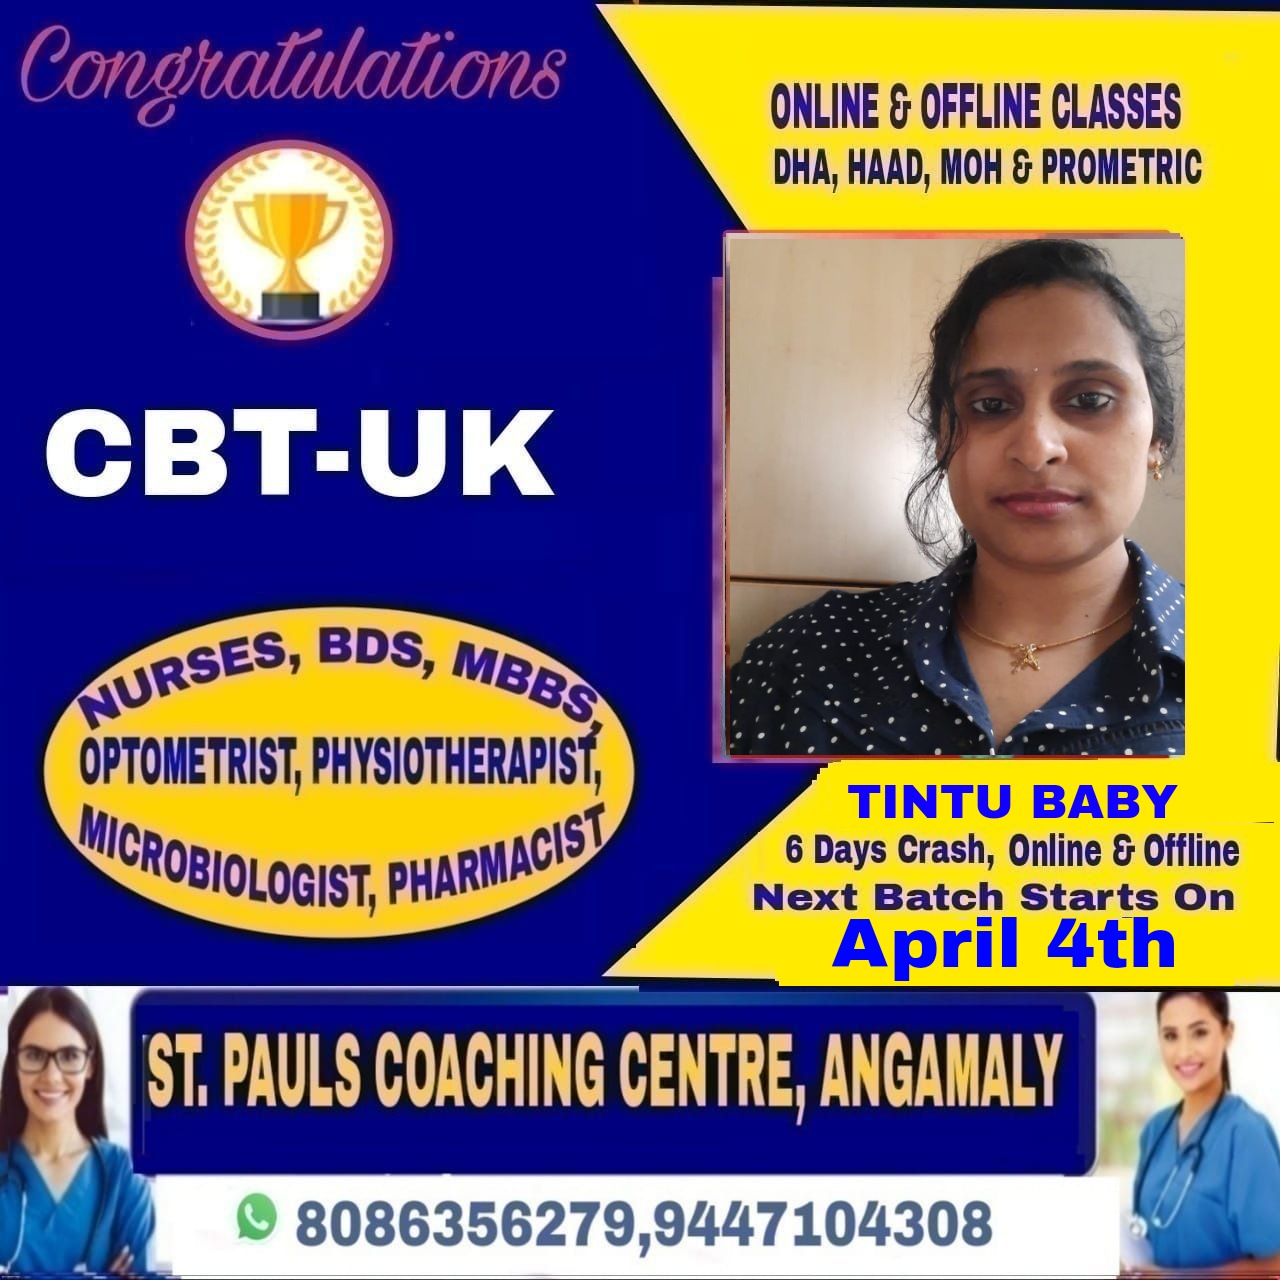 Congratulations
ONLINE & OFFLINE CLASSES
DHA, HAAD, MOH & PROMETRIC
CBT-UK
NURSES, BDS, MBBS,
OPTOMETRIST, PHYSIOTHERAPIST,
MICROBIOLOGIST, PHARMACIST
TINTU BABY
6 Days Crash, Online & Offline
Next Batch Starts On
April 4th
ST. PAULS COACHING CENTRE, ANGAMALY
8086356279,9447104308